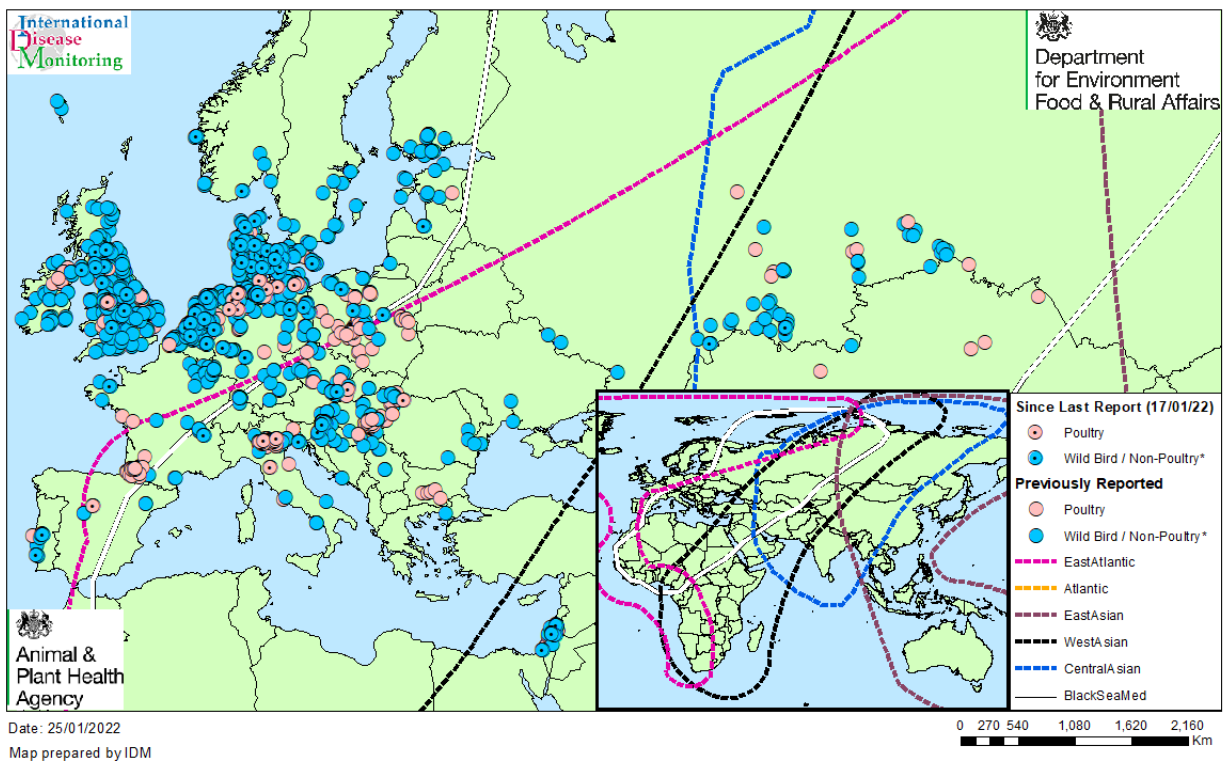 International
Disease
Monitoring
Department
for Environment
Food & Rural Affairs
Since Last Report (17/01/22)
Poultry
Wild Bird / Non-Poultry*
Previously Reported
Poultry
Wild Bird / Non-Poultry*
EastAtlantic
Atlantic
EastAsian
WestAsian
CentralAsian
BlackSeaMed
Animal &
Plant Health
Agency
Date: 25/01/2022
Map prepared by IDM
0 270 540 1,080 1,620 2,160
Km